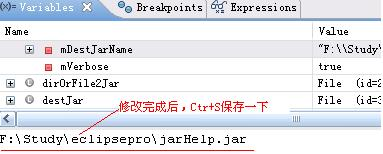 Variables Breakpoints Expressions
Name Value
mDestJarName "F:\\Study\
mVerbose true
dirOrFile2Jar File (id=2
destJar File (id=3
修改完成后，Ctr+S保存一下
F:\Study\eclipsepro\jarHelp.jar